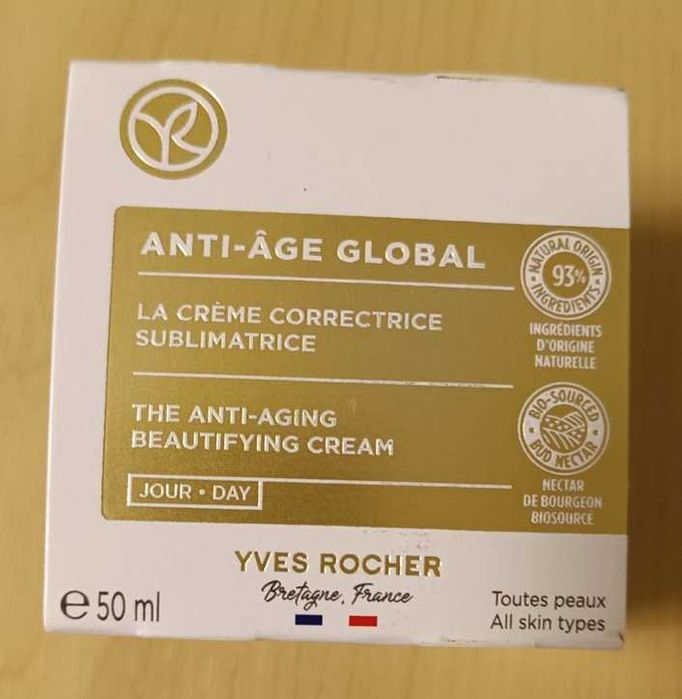 ANTI-ÂGE GLOBAL
LA CRÈME CORRECTRICE
SUBLIMATRICE
THE ANTI-AGING
BEAUTIFYING CREAM
JOUR • DAY
NATURAL ORIGIN
93%
INGREDIENTS
INGRÉDIENTS
D'ORIGINE
NATURELLE
BIO-SOURCED
BUD NECTAR
NECTAR
DE BOURGEON
BIOSOURCÉ
YVES ROCHER
Bretagne, France
e 50 ml
Toutes peaux
All skin types